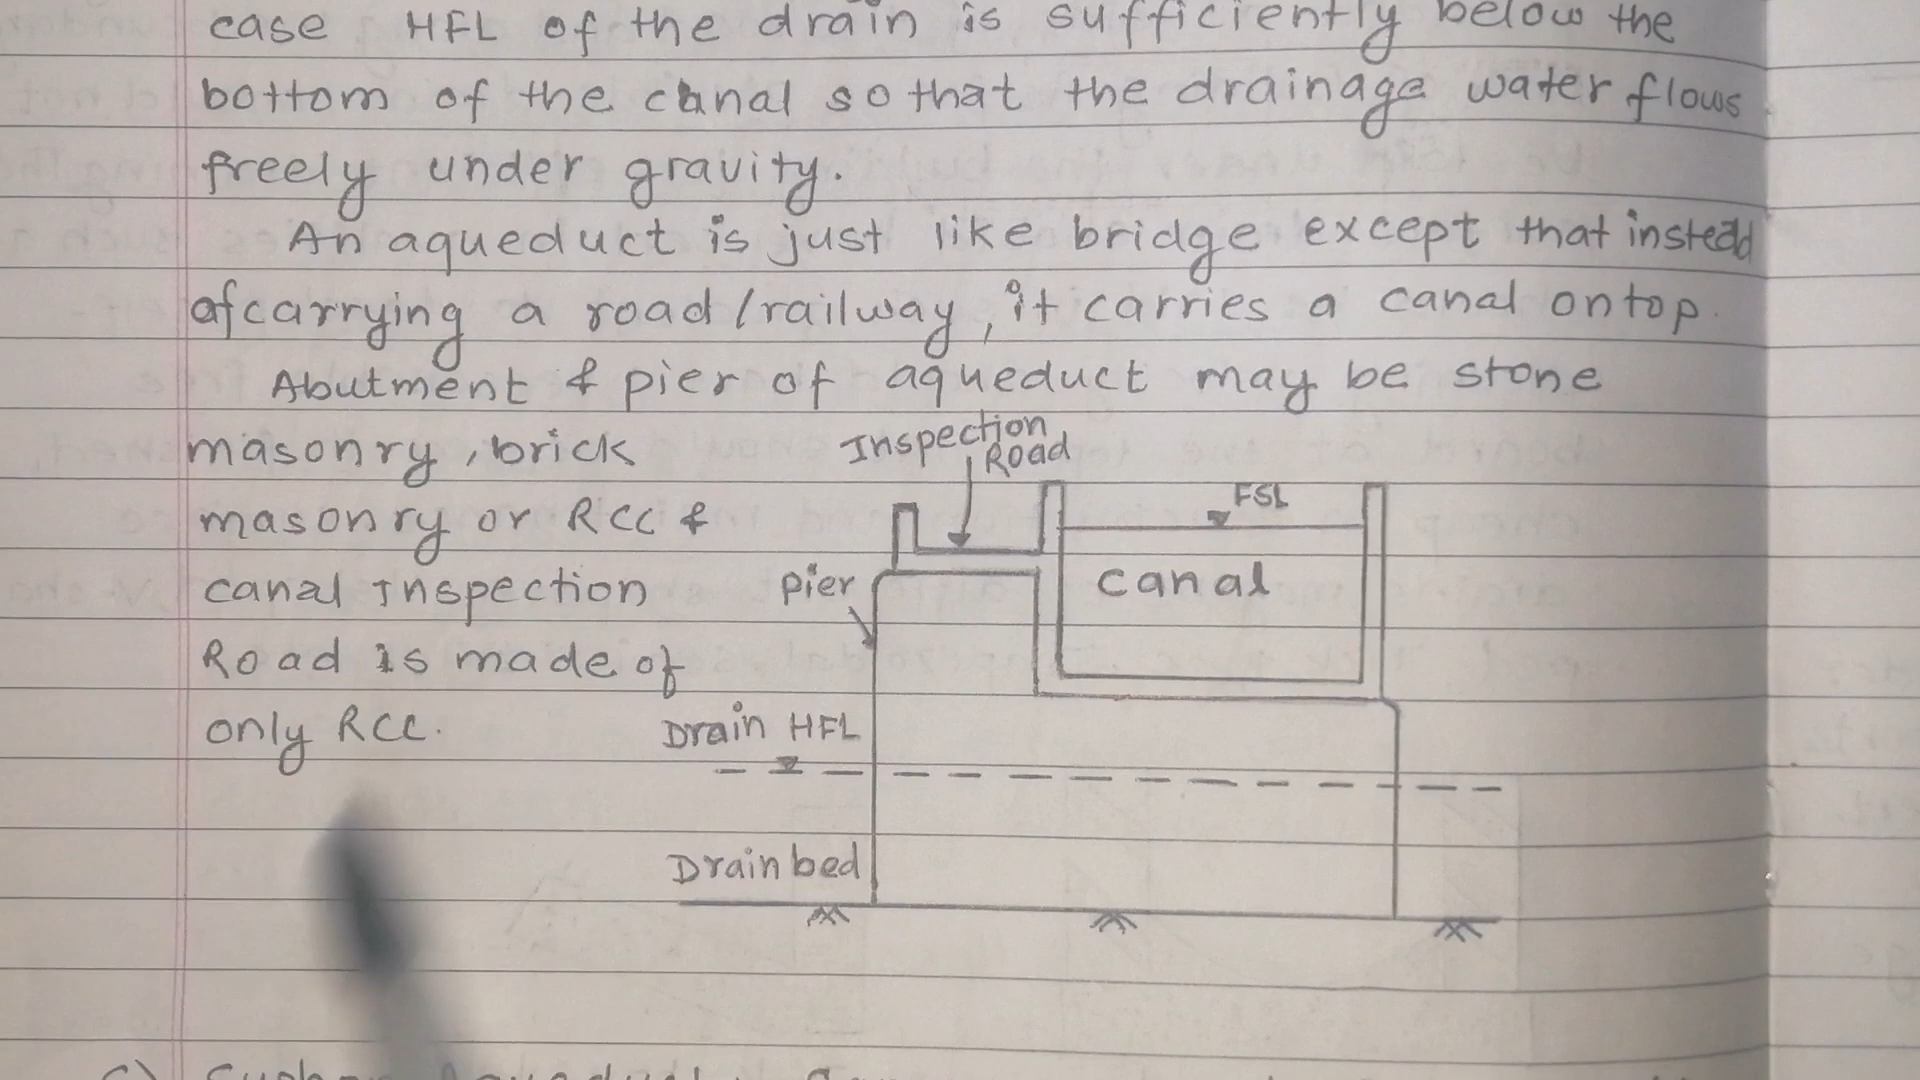 case HFL of the drain is sufficiently below the
bottom of the canal so that the drainage water flows
freely under gravity.
An aqueduct is just like bridge except that instead
of carrying a road / railway, it carries a canal on top.
Abutment & pier of aqueduct may be stone
masonry, brick
masonry or RCC &
canal Inspection
Road is made of
only RCC.
Inspection
Road
FSL
canal
pier
Drain HFL
Drain bed